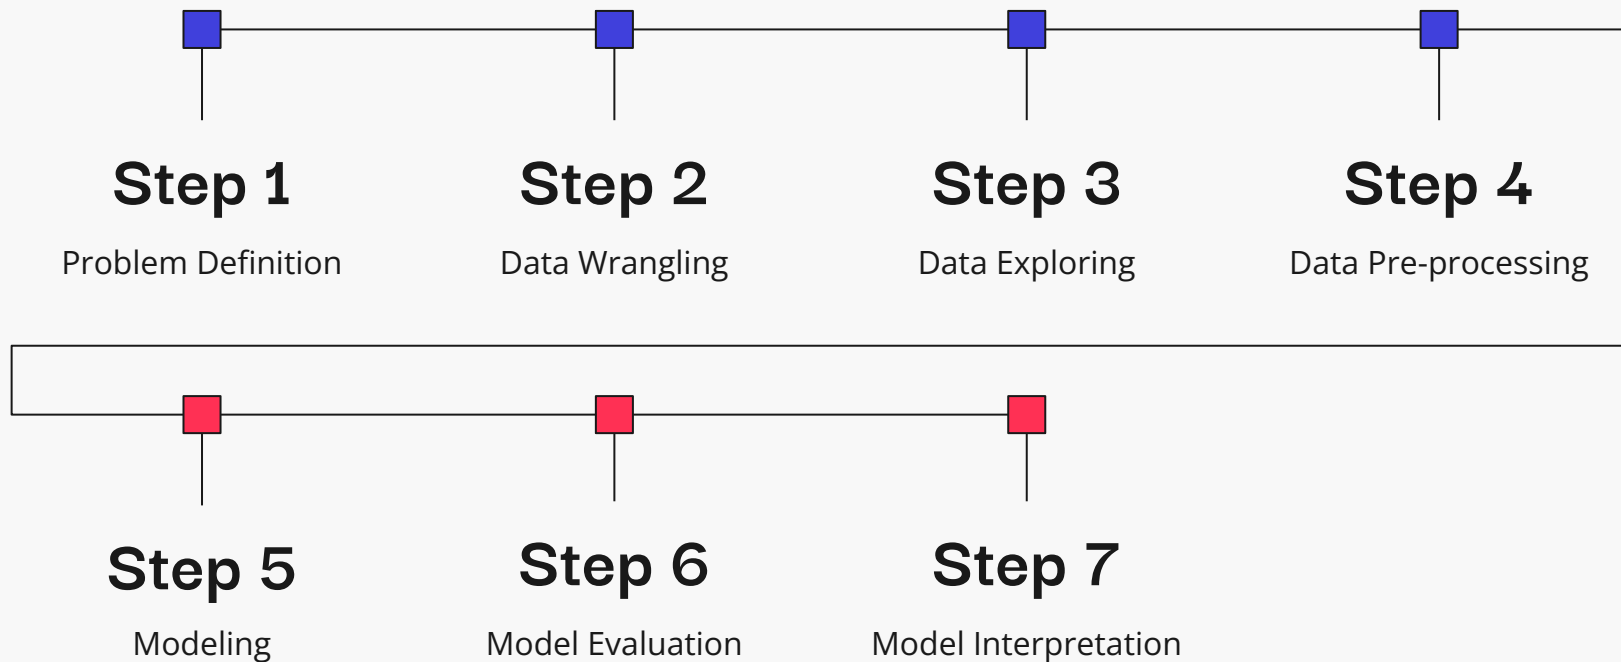 Step 1
Step 2
Step 3
Step 4
Problem Definition
Data Wrangling
Data Exploring
Data Pre-processing
Step 5
Step 6
Step 7
Modeling
Model Evaluation
Model Interpretation